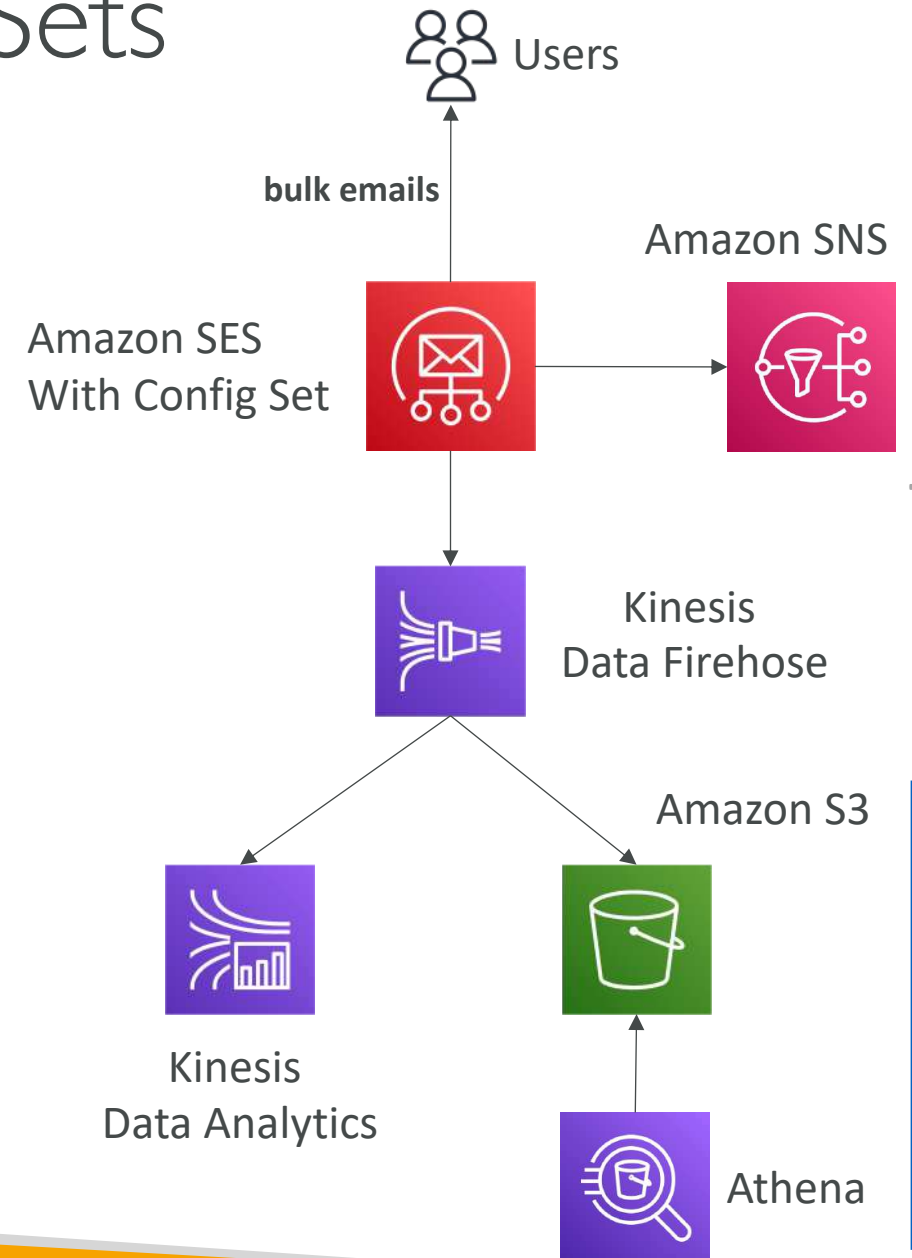 Sets
Users
bulk emails
Amazon SNS
Amazon SES
With Config Set
Kinesis
Data Firehose
Amazon S3
Kinesis
Data Analytics
Athena